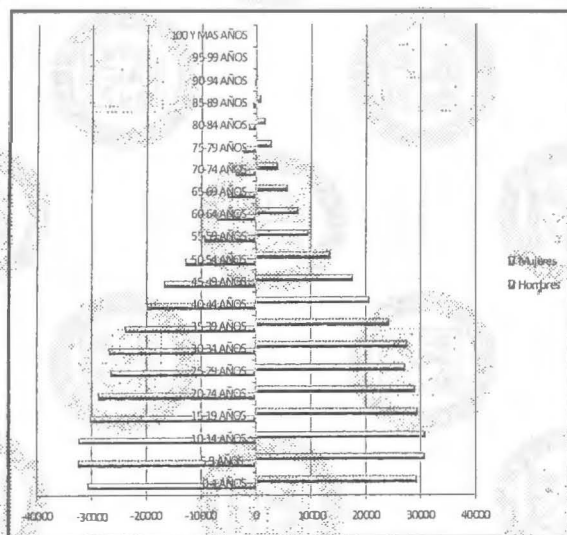 100 Y MAS AÑOS
95-99 AÑOS
90-94 AÑOS
85-89 AÑOS
80-84 AÑOS
75-79 AÑOS
70-74 AÑOS
65-69 AÑOS
60-64 AÑOS
55-59 AÑOS
50-54 AÑOS
45-49 AÑOS
40-44 AÑOS
35-39 AÑOS
30-34 AÑOS
25-29 AÑOS
20-24 AÑOS
15-19 AÑOS
10-14 AÑOS
5-9 AÑOS
0-4 AÑOS
Mujeres
Hombres
-40000 -30000 -20000 -10000 0 10000 20000 30000 40000